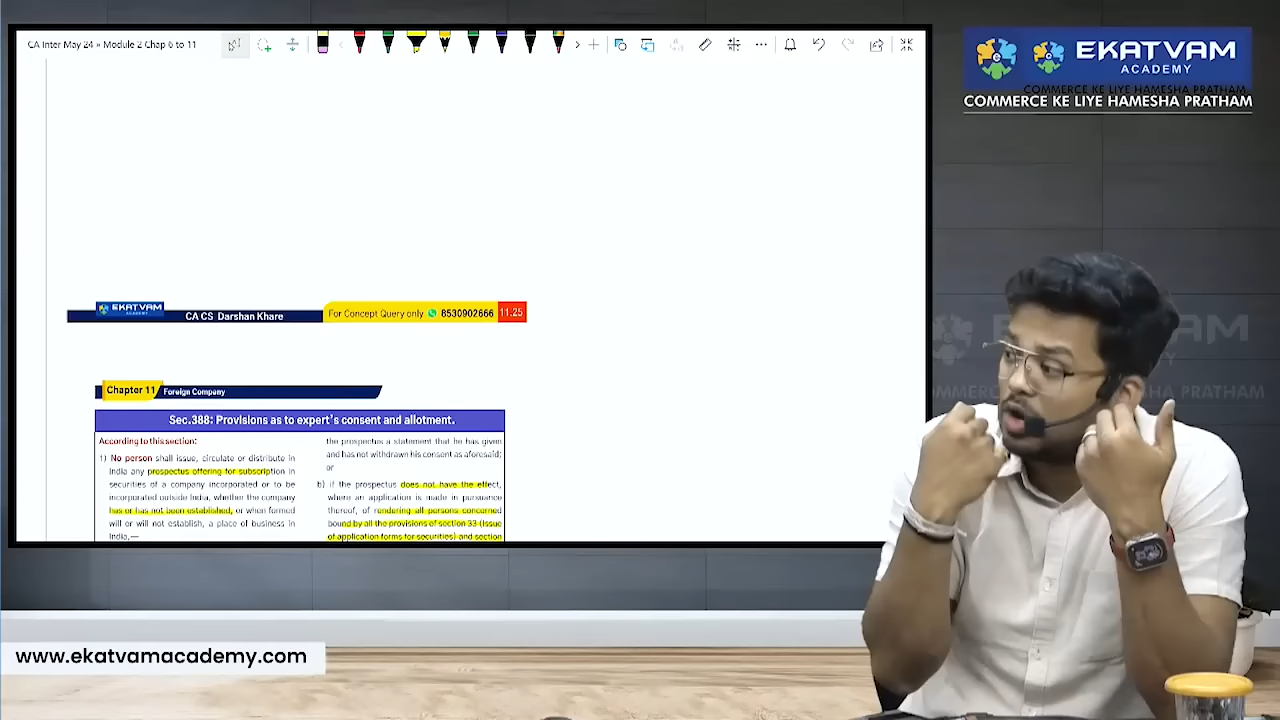 CA Inter May 24 » Module 2 Chap 6 to 11
EKATVAM
ACADEMY
COMMERCE KE LIYE HAMESHA PRATHAM
COMMERCE KE LIYE HAMESHA PRATHAM
EKATVAM
ACADEMY
CA CS Darshan Khare
For Concept Query only 8530902666
11.25
Chapter 11
Foreign Company
Sec.388: Provisions as to expert's consent and allotment.
According to this section:
1) No person shall issue, circulate or distribute in
India any prospectus offering for subscription in
securities of a company incorporated or to be
incorporated outside India, whether the company
has or has not been established, or when formed
will or will not establish, a place of business in
India,—
the prospectus a statement that he has given
and has not withdrawn his consent as aforesaid;
or
b) if the prospectus does not have the effect,
where an application is made in pursuance
thereof, of rendering all persons concerned
bound by all the provisions of section 33 (Issue
of application forms for securities) and section
www.ekatvamacademy.com